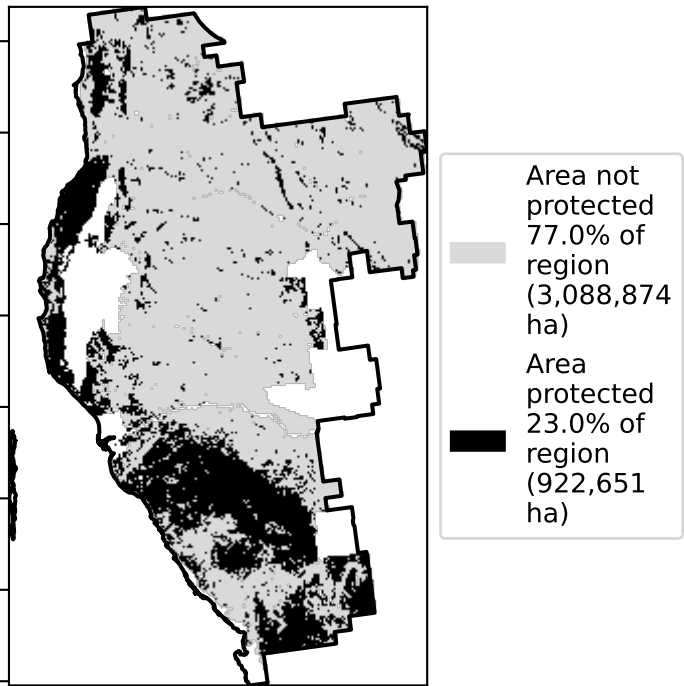 Area not
protected
77.0% of
region
(3,088,874
ha)
Area
protected
23.0% of
region
(922,651
ha)